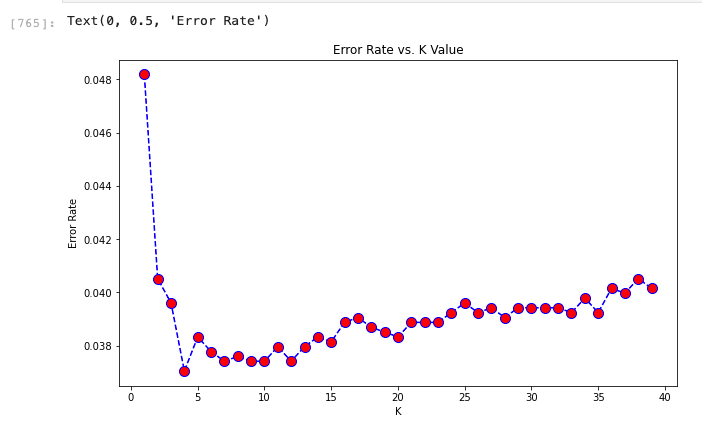 [765]: Text(0, 0.5, 'Error Rate')
Error Rate vs. K Value
0.048
0.046
0.044
0.042
0.040
0.038
Error Rate
0 5 10 15 20 25 30 35 40
K